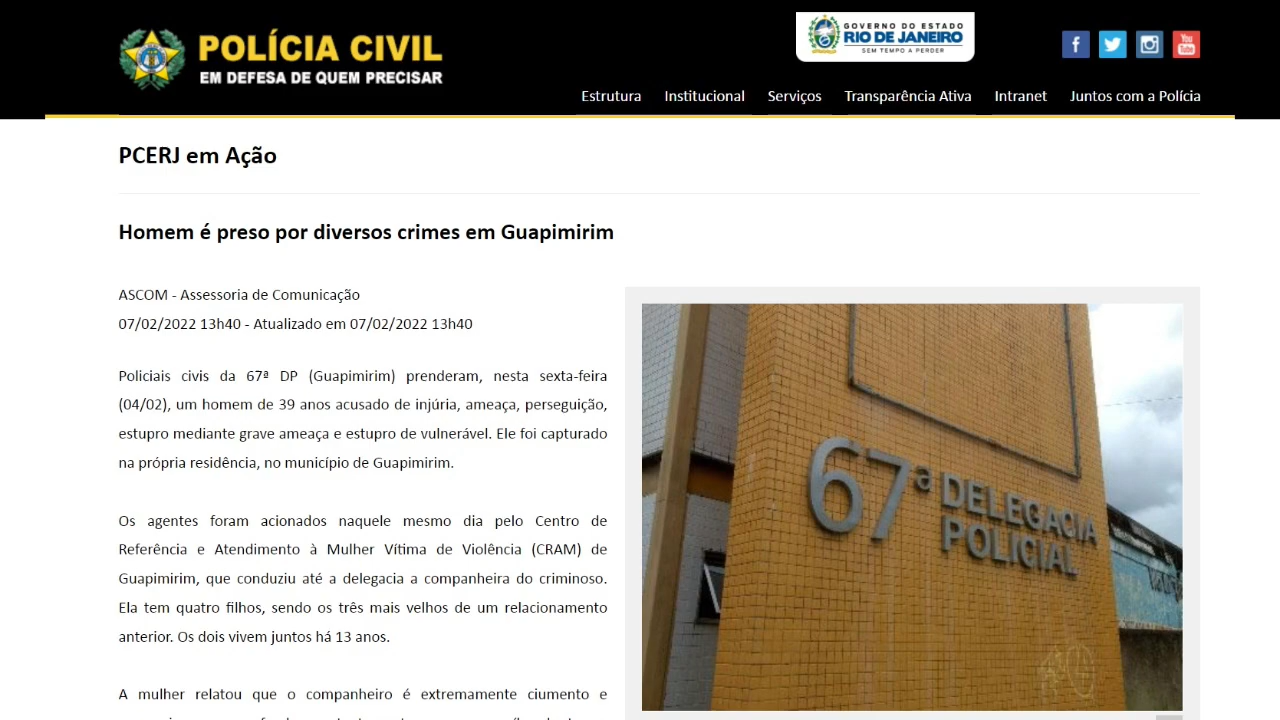 POLÍCIA CIVIL
EM DEFESA DE QUEM PRECISAR
GOVERNO DO ESTADO
RIO DE JANEIRO
SEM TEMPO A PERDER
f
You
Tube
Estrutura Institucional Serviços Transparência Ativa Intranet Juntos com a Polícia
PCERJ em Ação
Homem é preso por diversos crimes em Guapimirim
ASCOM - Assessoria de Comunicação
07/02/2022 13h40 - Atualizado em 07/02/2022 13h40
Policiais civis da 67ª DP (Guapimirim) prenderam, nesta sexta-feira
(04/02), um homem de 39 anos acusado de injúria, ameaça, perseguição,
estupro mediante grave ameaça e estupro de vulnerável. Ele foi capturado
na própria residência, no município de Guapimirim.
Os agentes foram acionados naquele mesmo dia pelo Centro de
Referência e Atendimento à Mulher Vítima de Violência (CRAM) de
Guapimirim, que conduziu até a delegacia a companheira do criminoso.
Ela tem quatro filhos, sendo os três mais velhos de um relacionamento
anterior. Os dois vivem juntos há 13 anos.
A mulher relatou que o companheiro é extremamente ciumento e
67ª DELEGACIA
POLICIAL